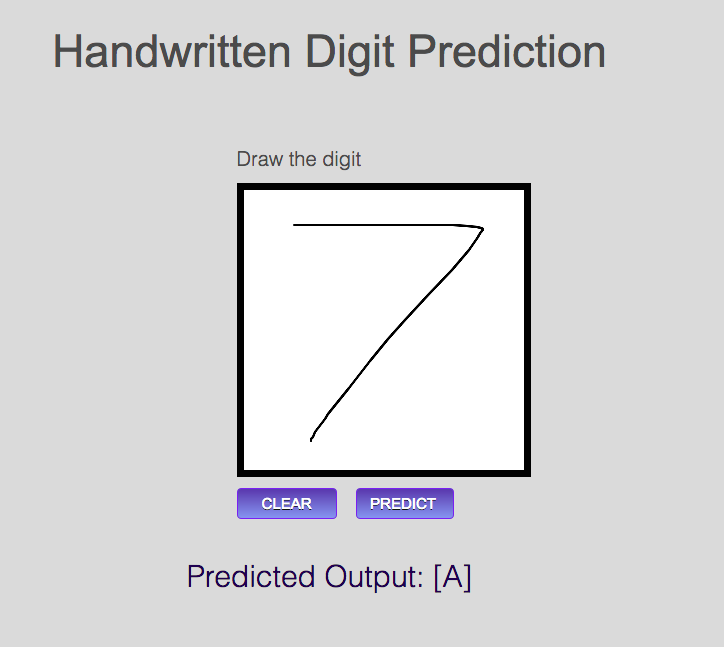 Handwritten Digit Prediction
Draw the digit
7
CLEAR PREDICT
Predicted Output: [A]